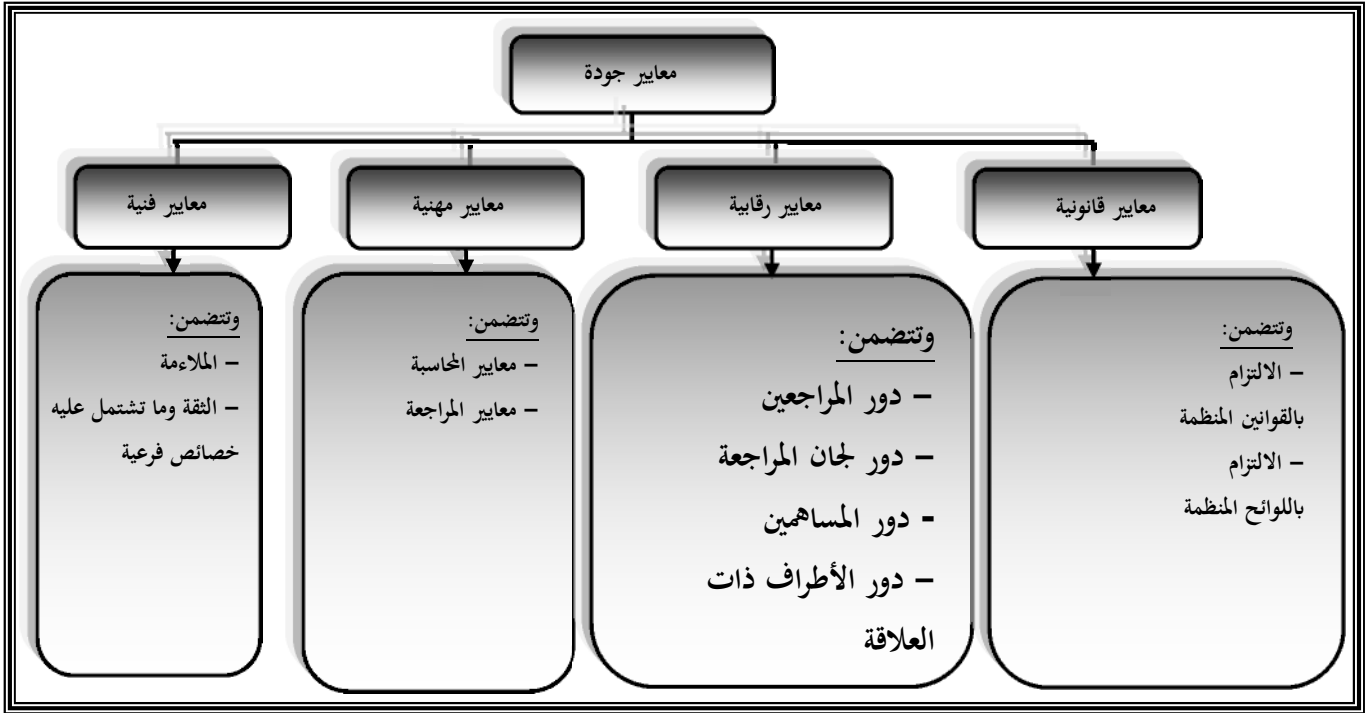 معايير جودة
معايير قانونية
معايير رقابية
معايير مهنية
معايير فنية
وتتضمن:
– الالتزام
بالقوانين المنظمة
– الالتزام
باللوائح المنظمة
وتتضمن:
– دور المراجعين
– دور لجان المراجعة
- دور المساهمين
– دور الأطراف ذات
العلاقة
وتتضمن:
– معايير المحاسبة
– معايير المراجعة
وتتضمن:
– الملاءمة
– الثقة وما تشتمل عليه
خصائص فرعية